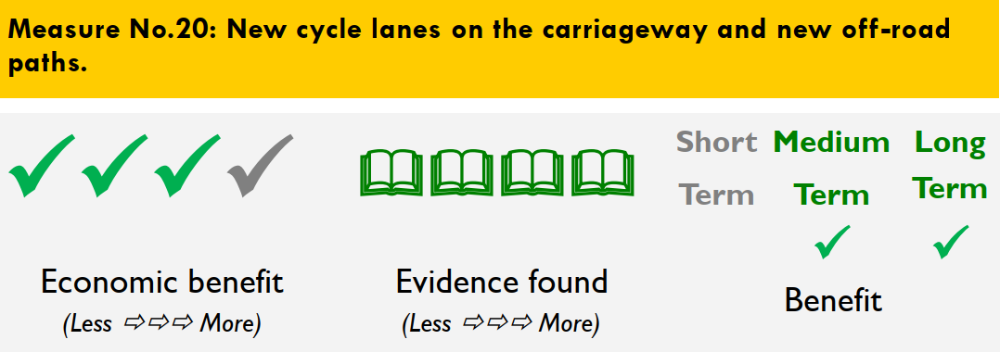 Measure No.20: New cycle lanes on the carriageway and new off-road
paths.
Short Medium Long
Term Term Term
Economic benefit
(Less ⇨⇨⇨ More)
Evidence found
(Less ⇨⇨⇨ More)
Benefit